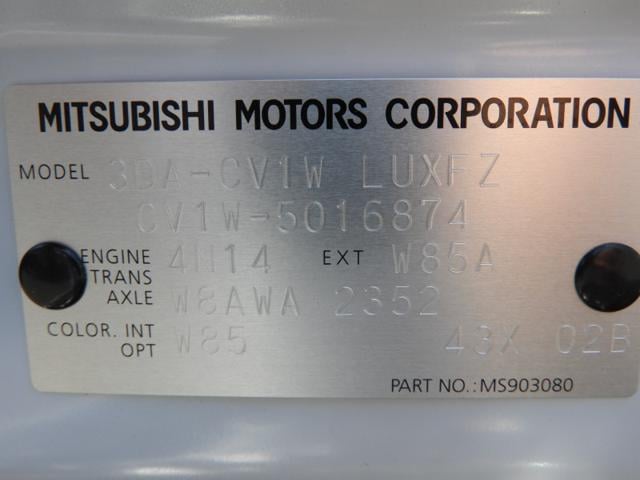 MITSUBISHI MOTORS CORPORATION
MODEL 3DA-CV1W LUXFZ
CV1W-5016874
ENGINE 4N14 EXT W85A
TRANS
AXLE W8AWA 2352
COLOR. INT W85 43X 02B
OPT
PART NO.:MS903080